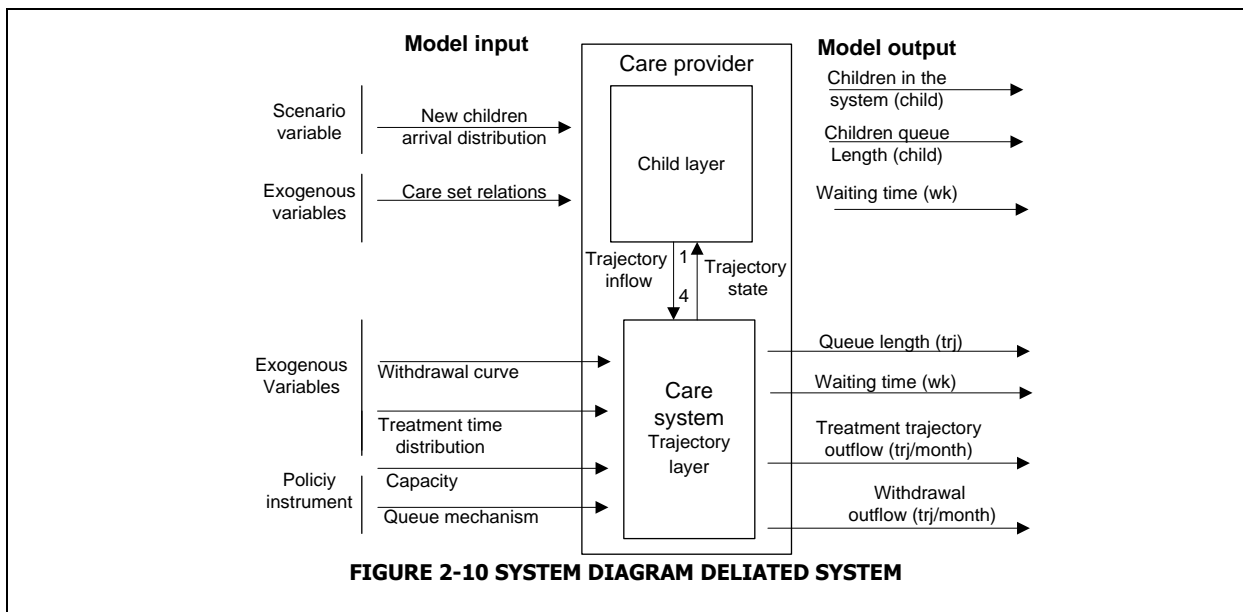 Model input
Model output
Care provider
Scenario
variable
New children
arrival distribution
Children in the
system (child)
Children queue
Length (child)
Child layer
Exogenous
variables
Care set relations
Waiting time (wk)
Trajectory
inflow
1
4
Trajectory
state
Exogenous
Variables
Withdrawal curve
Treatment time
distribution
Policiy
instrument
Capacity
Queue mechanism
Care
system
Trajectory
layer
Queue length (trj)
Waiting time (wk)
Treatment trajectory
outflow (trj/month)
Withdrawal
outflow (trj/month)
FIGURE 2-10 SYSTEM DIAGRAM DELIATED SYSTEM